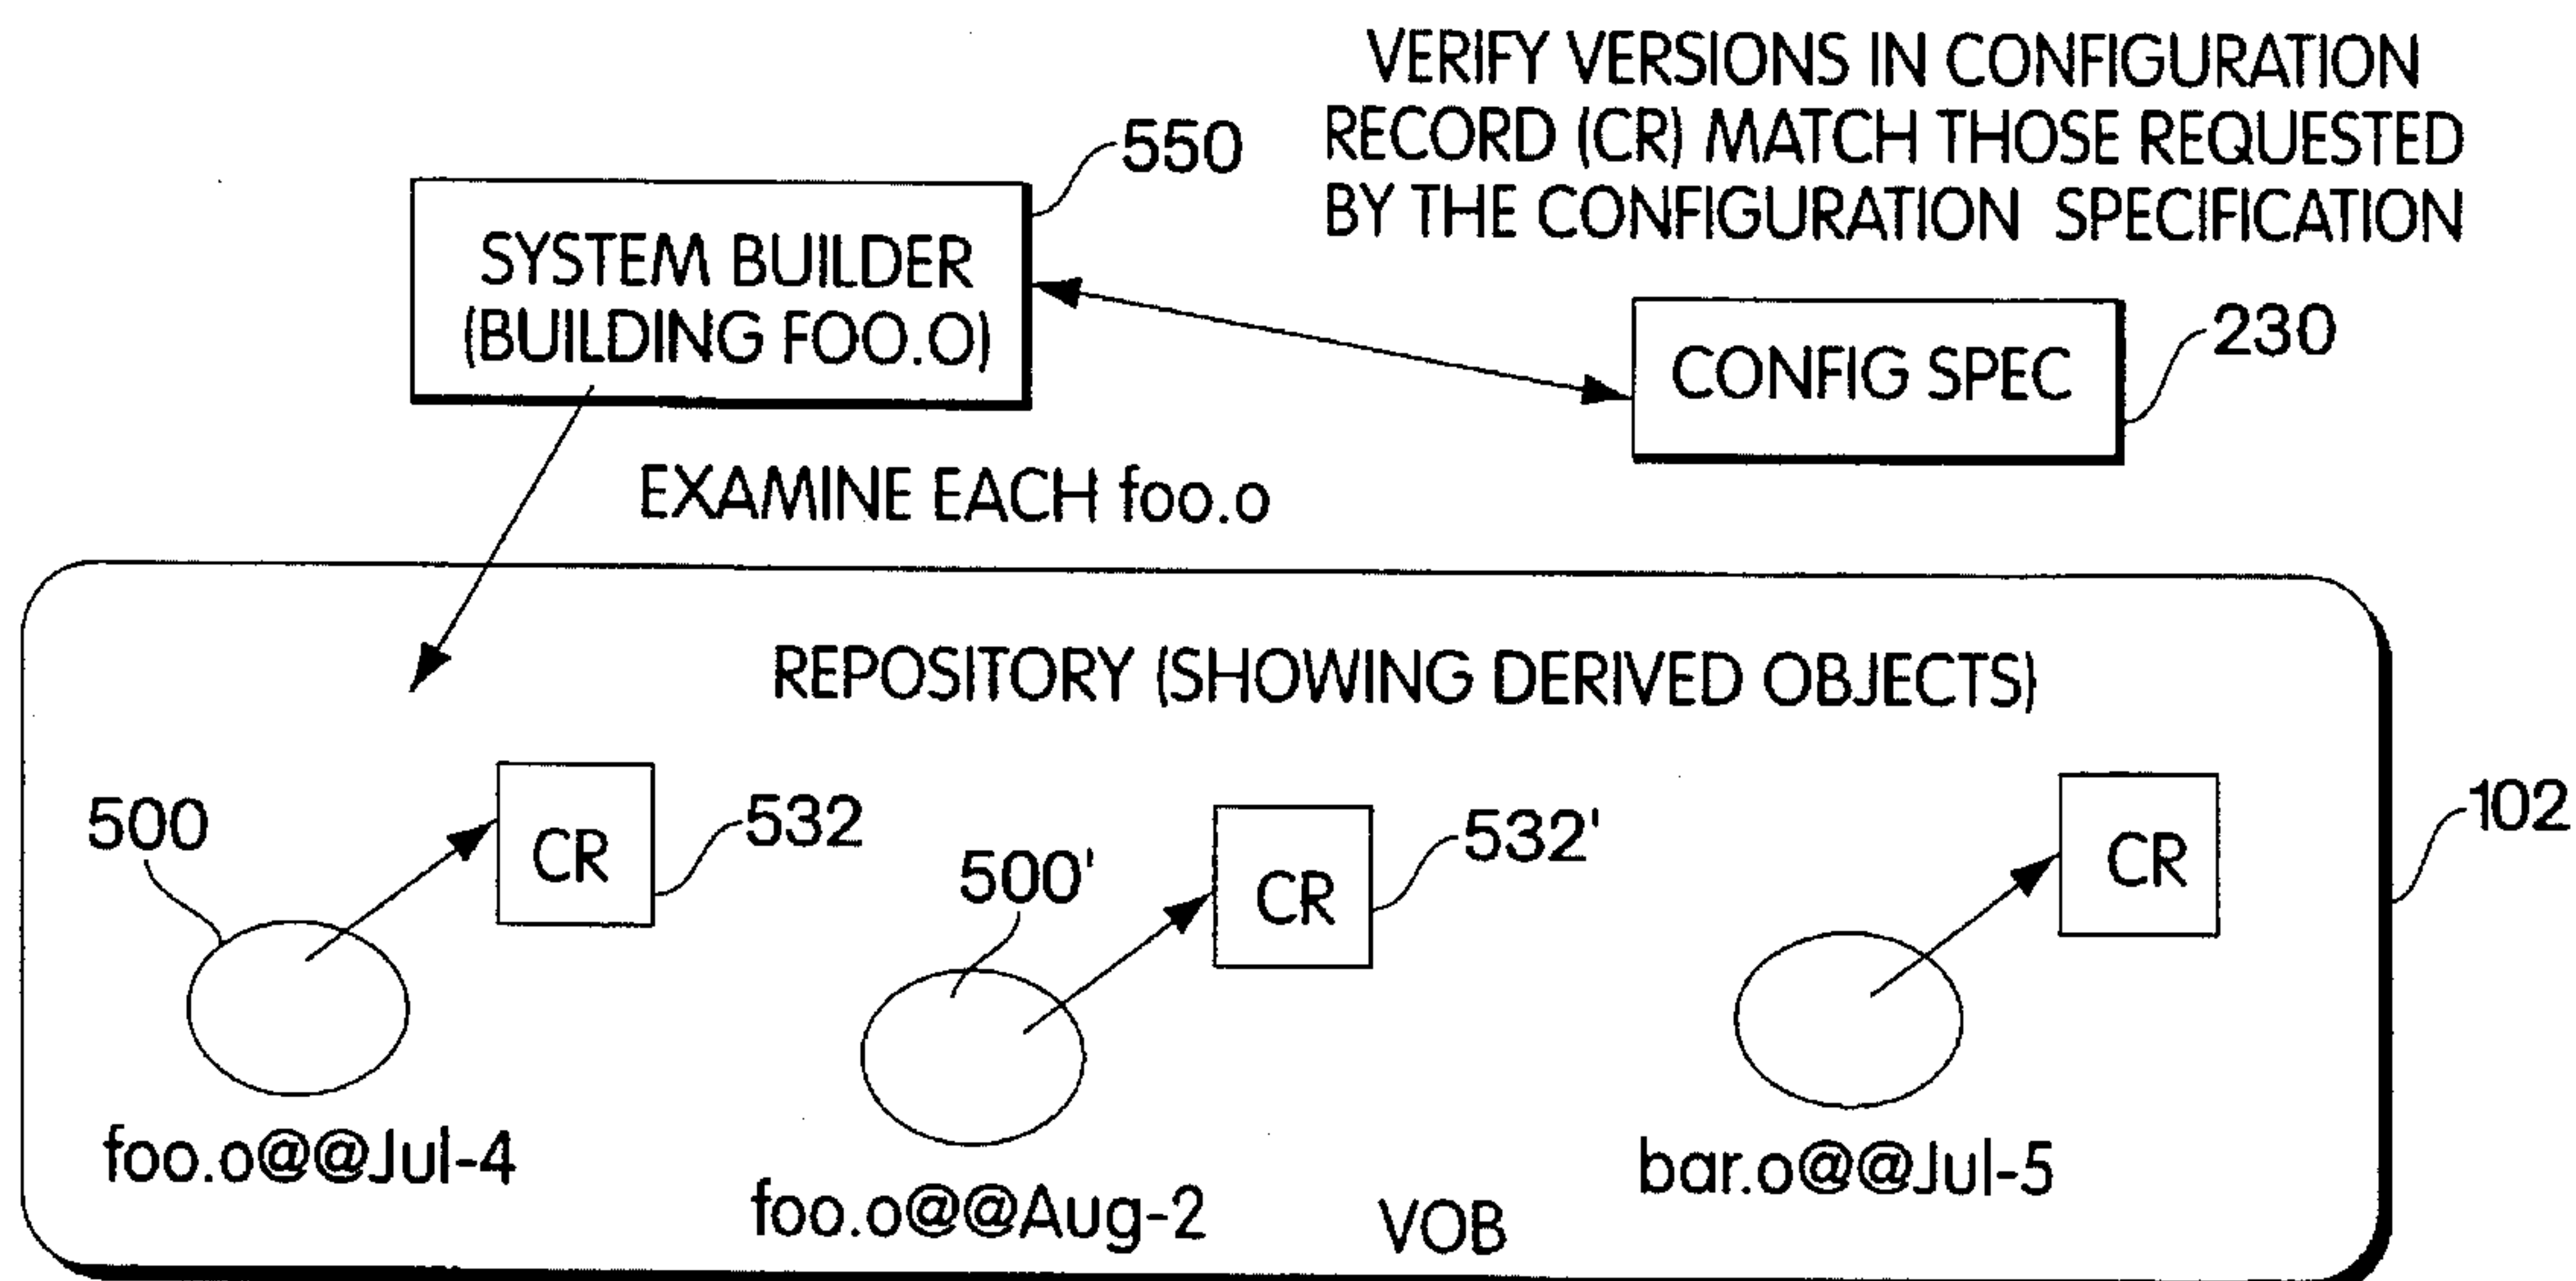 VERIFY VERSIONS IN CONFIGURATION
RECORD (CR) MATCH THOSE REQUESTED
BY THE CONFIGURATION SPECIFICATION
550
SYSTEM BUILDER
(BUILDING FOO.O)
230
CONFIG SPEC
EXAMINE EACH foo.o
REPOSITORY (SHOWING DERIVED OBJECTS)
500
CR
532
500'
CR
532'
CR
102
foo.o@@Jul-4
foo.o@@Aug-2
bar.o@@Jul-5
VOB